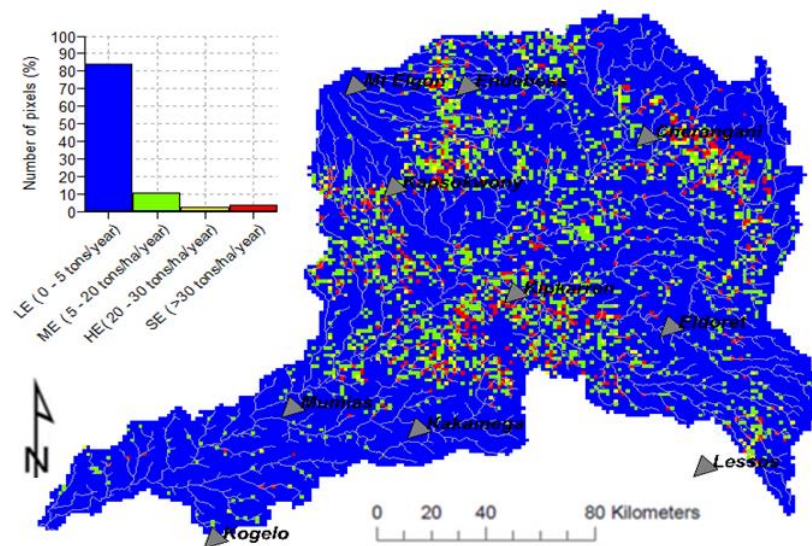 Number of pixels (%)
100
90
80
70
60
50
40
30
20
10
0
LE ( 0 - 5 tons/year)
ME ( 5 - 20 tons/ha/year)
HE( 20 - 30 tons/ha/year)
SE ( >30 tons/ha/year)
Mt Elgon
Endebess
Cherangani
Eldoret
Mumias
Kakamega
Lessos
Kogelo
N
0 20 40 80 Kilometers